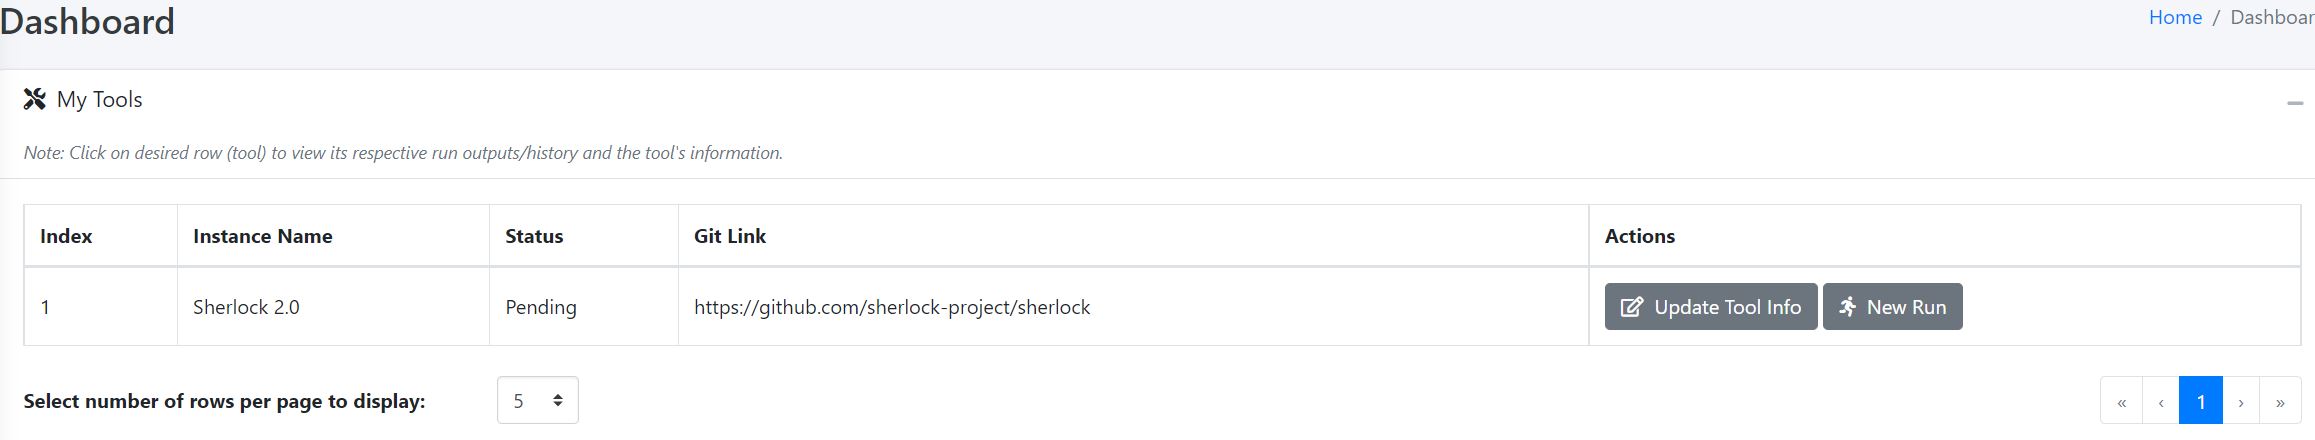 Dashboard
Home / Dashboar
My Tools
Note: Click on desired row (tool) to view its respective run outputs/history and the tool's information.
Index Instance Name Status Git Link Actions
1 Sherlock 2.0 Pending https://github.com/sherlock-project/sherlock Update Tool Info New Run
Select number of rows per page to display: 5 « ‹ 1 › »